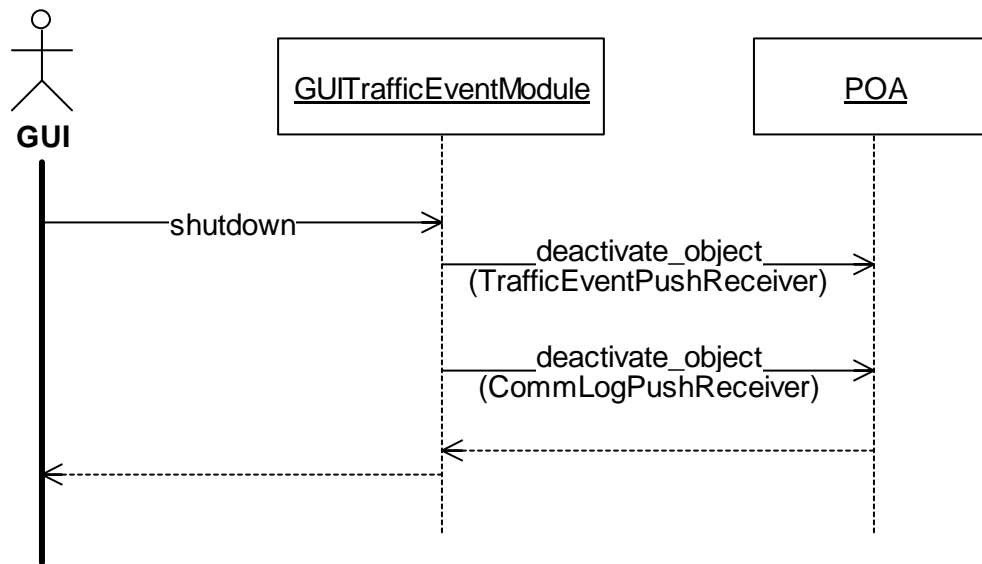 GUITrafficEventModule
POA
GUI
shutdown
deactivate_object
(TrafficEventPushReceiver)
deactivate_object
(CommLogPushReceiver)